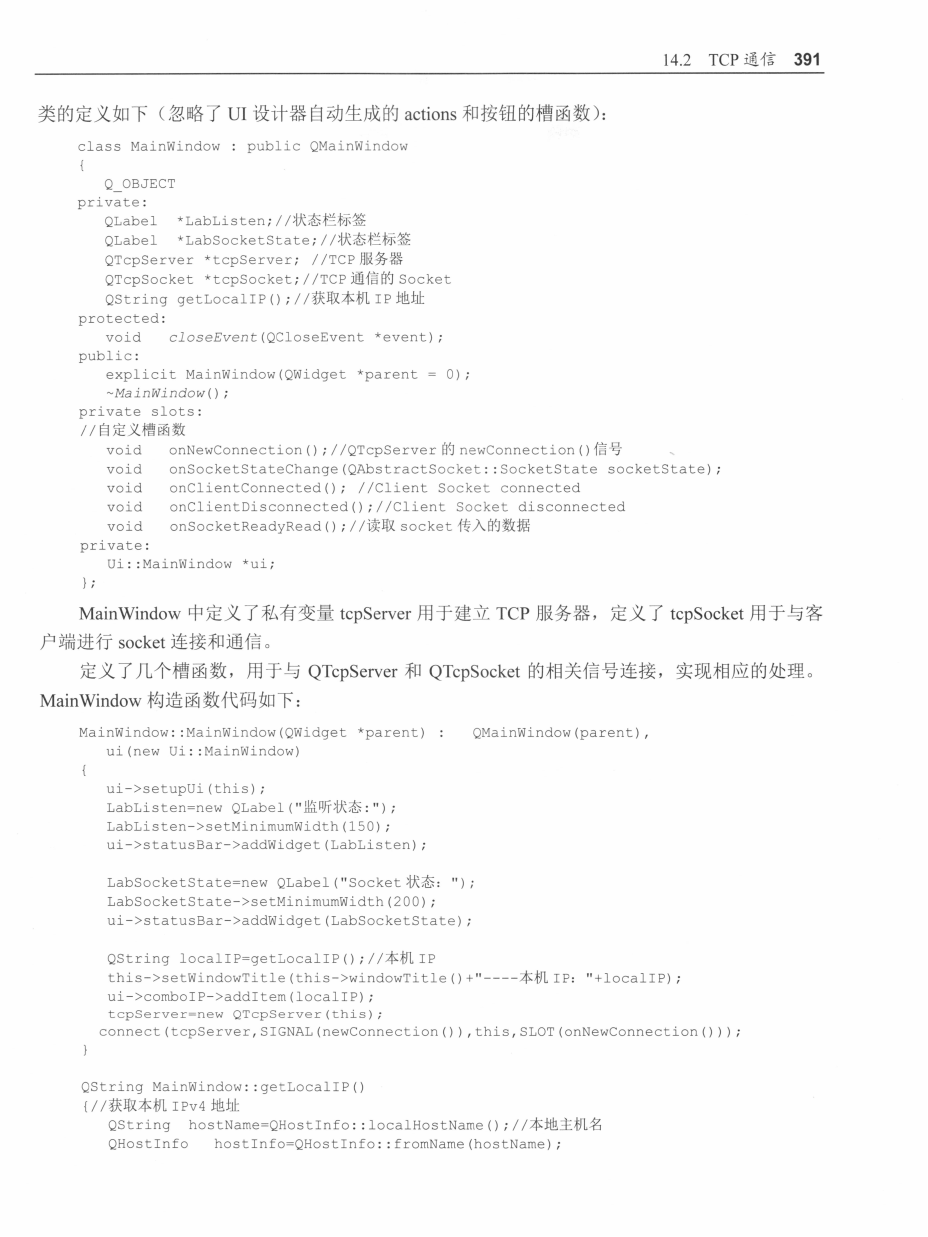 14.2 TCP 通信 391
类的定义如下（忽略了 UI 设计器自动生成的 actions 和按钮的槽函数）：
class MainWindow : public QMainWindow
{
Q_OBJECT
private:
QLabel *LabListen;//状态栏标签
QLabel *LabSocketState;//状态栏标签
QTcpServer *tcpServer; //TCP 服务器
QTcpSocket *tcpSocket;//TCP 通信的 Socket
QString getLocalIP();//获取本机 IP 地址
protected:
void closeEvent(QCloseEvent *event);
public:
explicit MainWindow(QWidget *parent = 0);
~MainWindow();
private slots:
//自定义槽函数
void onNewConnection();//QTcpServer 的 newConnection()信号
void onSocketStateChange(QAbstractSocket::SocketState socketState);
void onClientConnected(); //Client Socket connected
void onClientDisconnected();//Client Socket disconnected
void onSocketReadyRead();//读取 socket 传入的数据
private:
Ui::MainWindow *ui;
};
MainWindow 中定义了私有变量 tcpServer 用于建立 TCP 服务器，定义了 tcpSocket 用于与客
户端进行 socket 连接和通信。
定义了几个槽函数，用于与 QTcpServer 和 QTcpSocket 的相关信号连接，实现相应的处理。
MainWindow 构造函数代码如下：
MainWindow::MainWindow(QWidget *parent) : QMainWindow(parent),
ui(new Ui::MainWindow)
{
ui->setupUi(this);
LabListen=new QLabel("监听状态:");
LabListen->setMinimumWidth(150);
ui->statusBar->addWidget(LabListen);
LabSocketState=new QLabel("Socket 状态：");
LabSocketState->setMinimumWidth(200);
ui->statusBar->addWidget(LabSocketState);
QString localIP=getLocalIP();//本机 IP
this->setWindowTitle(this->windowTitle()+"----本机 IP："+localIP);
ui->comboIP->addItem(localIP);
tcpServer=new QTcpServer(this);
connect(tcpServer,SIGNAL(newConnection()),this,SLOT(onNewConnection()));
}
QString MainWindow::getLocalIP()
{//获取本机 IPv4 地址
QString hostName=QHostInfo::localHostName();//本地主机名
QHostInfo hostInfo=QHostInfo::fromName(hostName);